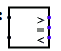 >
=
<